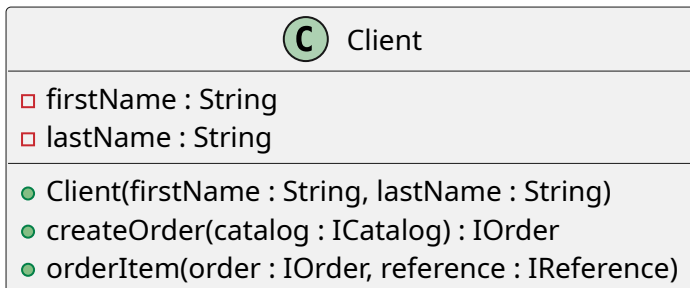 C Client
firstName : String
lastName : String
Client(firstName : String, lastName : String)
createOrder(catalog : ICatalog) : IOrder
orderItem(order : IOrder, reference : IReference)